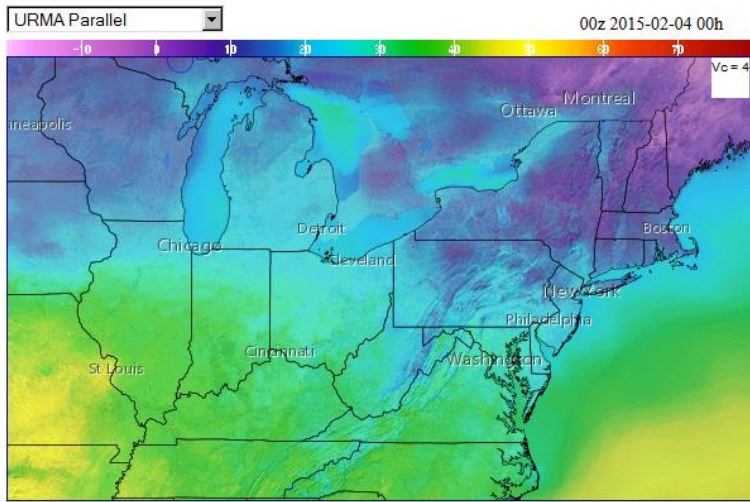 URMA Parallel
00z 2015-02-04 00h
-10 0 10 20 30 40 50 60 70
Vc = 4
Montreal
Ottawa
nneapolis
Detroit
Boston
Chicago
Cleveland
New York
Philadelphia
Cincinnati
Washington
St Louis